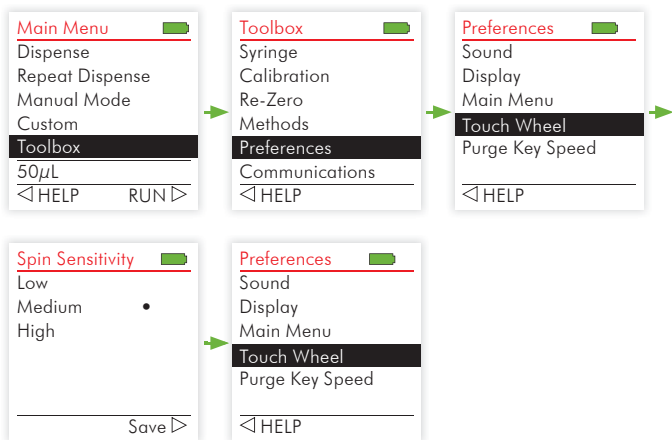 Main Menu
Dispense
Repeat Dispense
Manual Mode
Custom
Toolbox
50µL
HELP RUN
Toolbox
Syringe
Calibration
Re-Zero
Methods
Preferences
Communications
HELP
Preferences
Sound
Display
Main Menu
Touch Wheel
Purge Key Speed
HELP
Spin Sensitivity
Low
Medium •
High
Save
Preferences
Sound
Display
Main Menu
Touch Wheel
Purge Key Speed
HELP